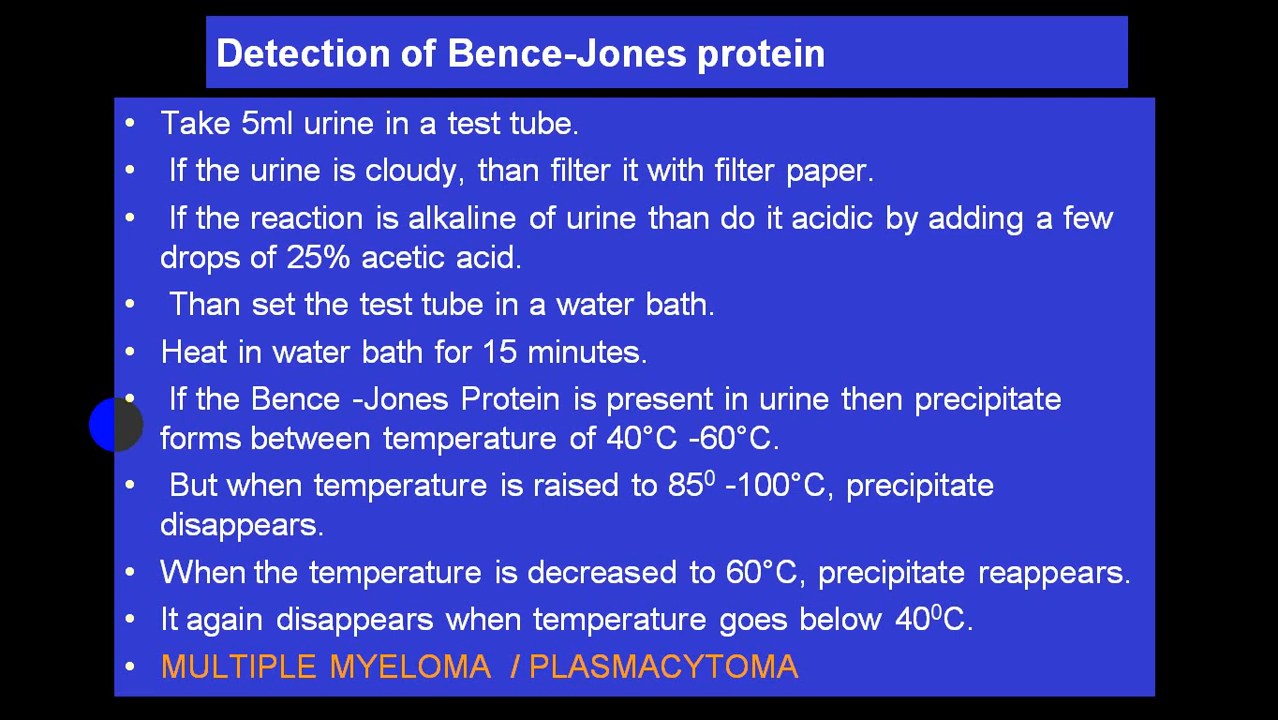 Detection of Bence-Jones protein
• Take 5ml urine in a test tube.
• If the urine is cloudy, than filter it with filter paper.
• If the reaction is alkaline of urine than do it acidic by adding a few
drops of 25% acetic acid.
• Than set the test tube in a water bath.
• Heat in water bath for 15 minutes.
• If the Bence -Jones Protein is present in urine then precipitate
forms between temperature of 40°C -60°C.
• But when temperature is raised to 85⁰ -100°C, precipitate
disappears.
• When the temperature is decreased to 60°C, precipitate reappears.
• It again disappears when temperature goes below 40⁰C.
• MULTIPLE MYELOMA / PLASMACYTOMA